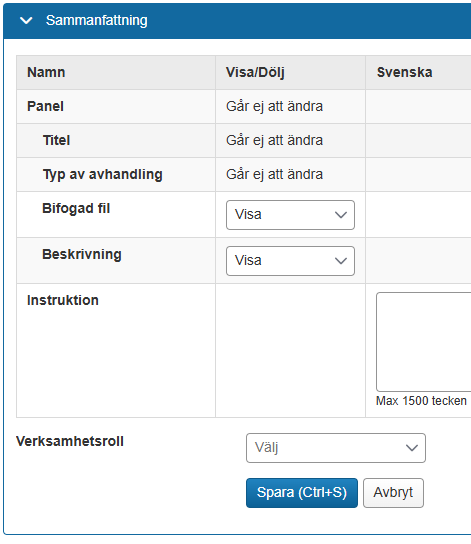 Sammanfattning
Namn Visa/Dölj Svenska
Panel Går ej att ändra
Titel Går ej att ändra
Typ av avhandling Går ej att ändra
Bifogad fil Visa
Beskrivning Visa
Instruktion
Max 1500 tecken
Verksamhetsroll Välj
Spara (Ctrl+S) Avbryt